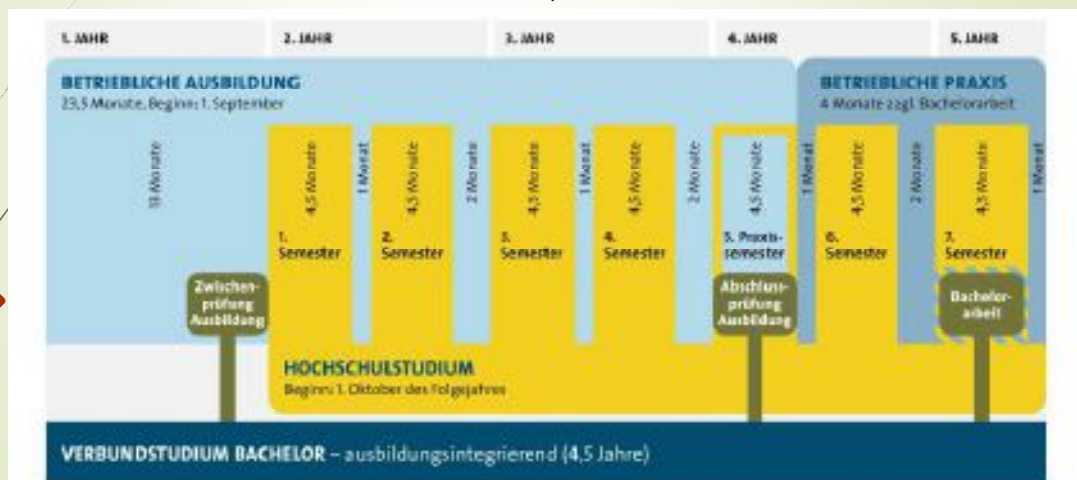 1. JAHR
2. JAHR
3. JAHR
4. JAHR
5. JAHR
BETRIEBLICHE AUSBILDUNG
23,5 Monate, Beginn: 1. September
BETRIEBLICHE PRAXIS
4 Monate zzgl. Bachelorarbeit
13 Monate
4,5 Monate
1 Monat
4,5 Monate
2 Monate
4,5 Monate
1 Monat
4,5 Monate
2 Monate
4,5 Monate
1 Monat
4,5 Monate
2 Monate
4,5 Monate
1 Monat
1.
Semester
2.
Semester
3.
Semester
4.
Semester
5. Praxis-
semester
6.
Semester
7.
Semester
Zwischen-
prüfung
Ausbildung
Abschluss-
prüfung
Ausbildung
Bachelor-
arbeit
HOCHSCHULSTUDIUM
Beginn: 1. Oktober des Folgejahres
VERBUNDSTUDIUM BACHELOR – ausbildungsintegrierend (4,5 Jahre)